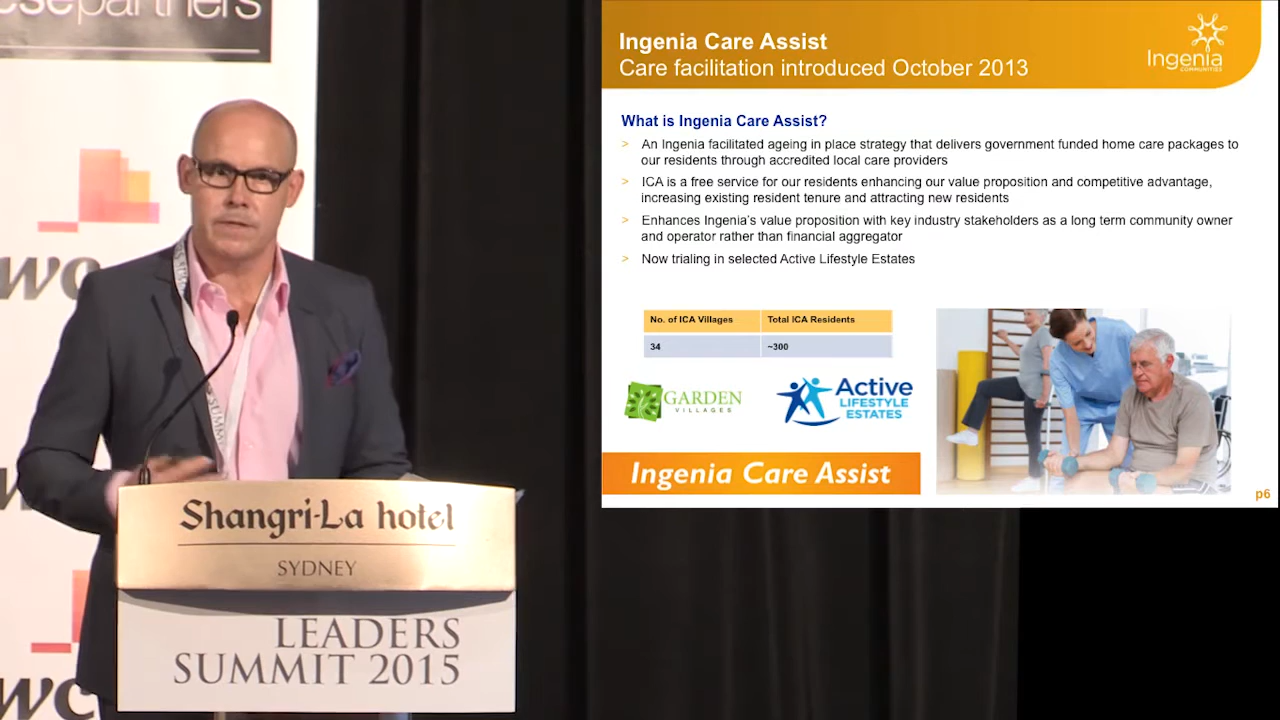 partners
Ingenia Care Assist
Care facilitation introduced October 2013
Ingenia
COMMUNITIES
What is Ingenia Care Assist?
> An Ingenia facilitated ageing in place strategy that delivers government funded home care packages to
our residents through accredited local care providers
> ICA is a free service for our residents enhancing our value proposition and competitive advantage,
increasing existing resident tenure and attracting new residents
> Enhances Ingenia's value proposition with key industry stakeholders as a long term community owner
and operator rather than financial aggregator
> Now trialing in selected Active Lifestyle Estates
No. of ICA Villages Total ICA Residents
34 ~300
GARDEN
VILLAGES
Active
LIFESTYLE
ESTATES
Ingenia Care Assist
p6
wc
SUMM
Shangri-La hotel
SYDNEY
LEADERS
SUMMIT 2015
wc